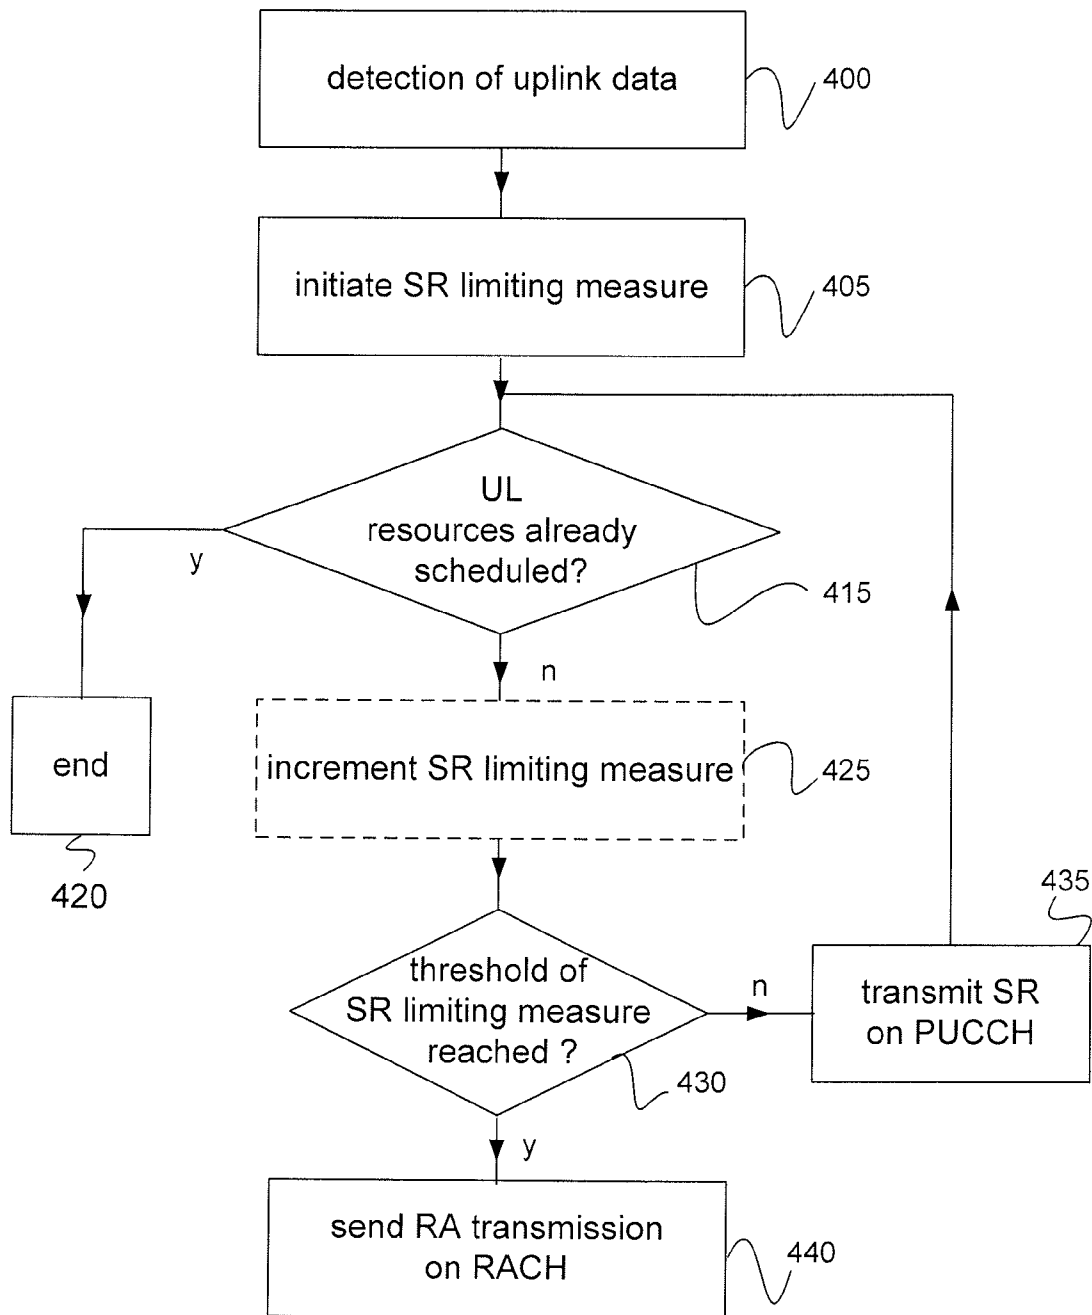 detection of uplink data
400
initiate SR limiting measure
405
UL
resources already
scheduled?
415
y
n
end
420
increment SR limiting measure
425
threshold of
SR limiting measure
reached ?
430
n
transmit SR
on PUCCH
435
y
send RA transmission
on RACH
440